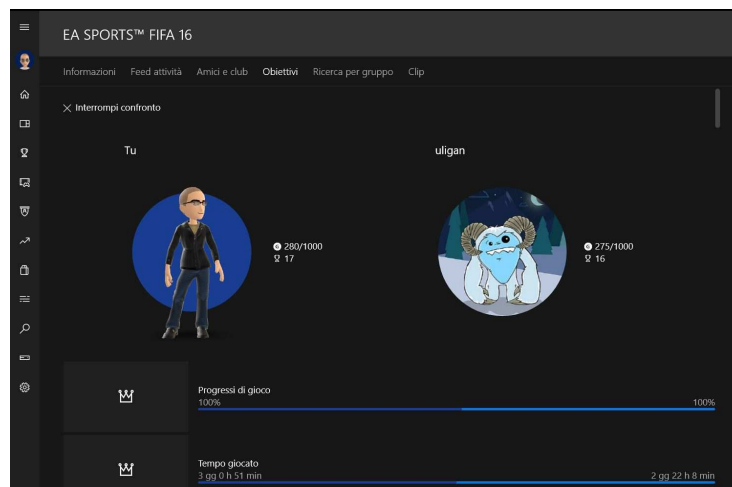 EA SPORTS™ FIFA 16
Informazioni Feed attività Amici e club Obiettivi Ricerca per gruppo Clip
Interrompi confronto
Tu
uligan
280/1000
17
275/1000
16
Progressi di gioco
100% 100%
Tempo giocato
3 gg 0 h 51 min 2 gg 22 h 8 min